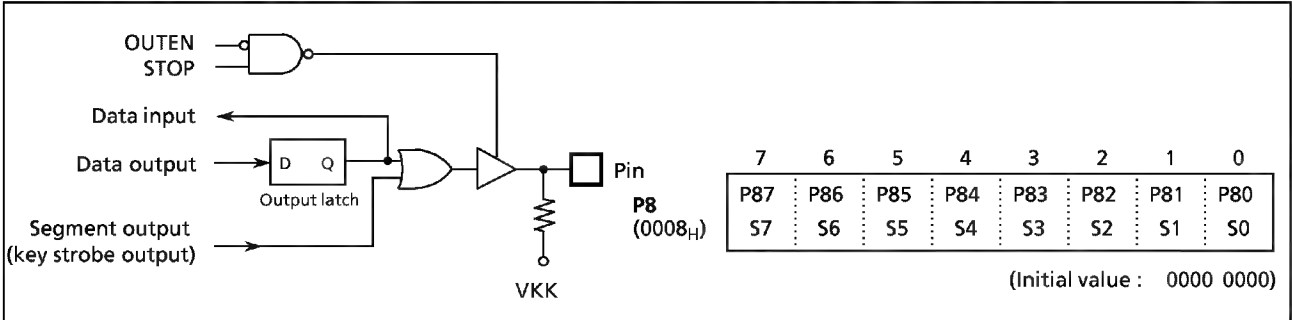 OUTEN
STOP
Data input
Data output
D Q
Output latch
Segment output
(key strobe output)
Pin
VKK
P8
(0008H)
7 6 5 4 3 2 1 0
P87 P86 P85 P84 P83 P82 P81 P80
S7 S6 S5 S4 S3 S2 S1 S0
(Initial value : 0000 0000)